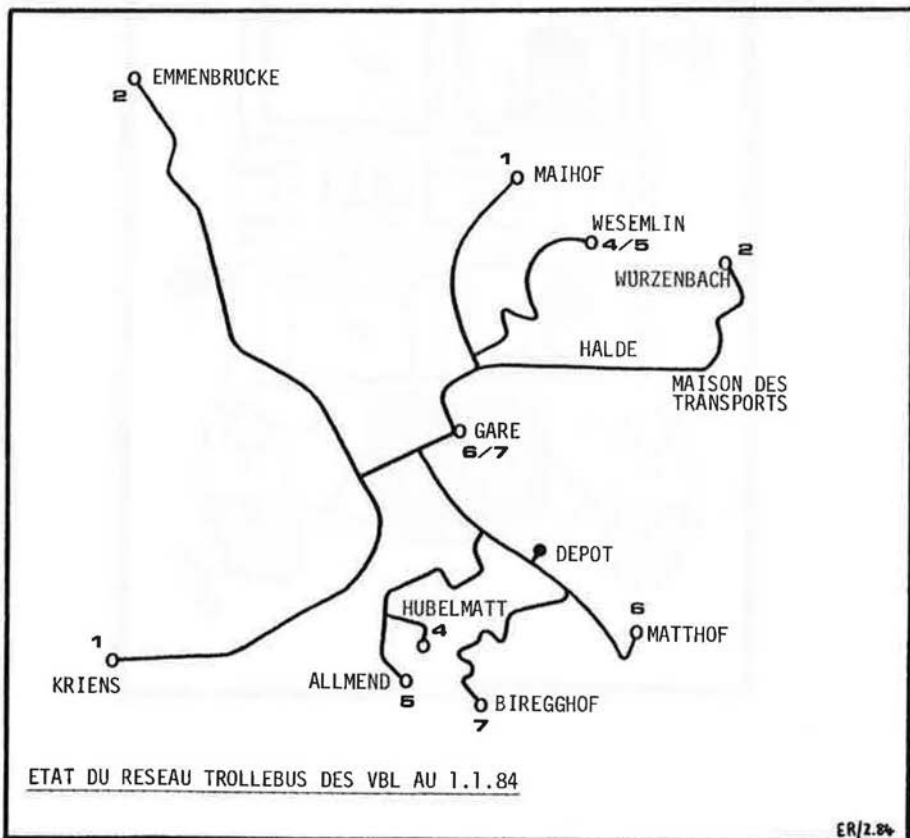 EMMENBRUCKE
2
1
MAIHOF
WESEMLIN
4/5
2
WURZENBACH
HALDE
MAISON DES
TRANSPORTS
GARE
6/7
DEPOT
HUBELMATT
4
6
MATTHOF
1
KRIENS
ALLMEND
5
BIREGGHOF
7
ETAT DU RESEAU TROLLEBUS DES VBL AU 1.1.84
ER/2.84